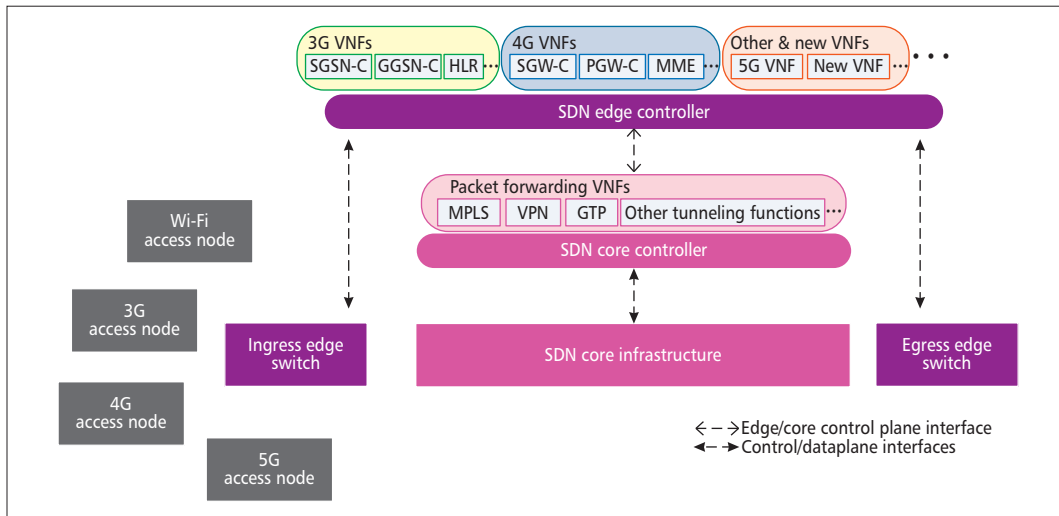 3G VNFs
SGSN-C GGSN-C HLR ...
4G VNFs
SGW-C PGW-C MME ...
Other & new VNFs
5G VNF New VNF ...
• • •
SDN edge controller
Packet forwarding VNFs
MPLS VPN GTP Other tunneling functions ...
SDN core controller
Wi-Fi
access node
3G
access node
4G
access node
5G
access node
Ingress edge
switch
SDN core infrastructure
Egress edge
switch
Edge/core control plane interface
Control/dataplane interfaces